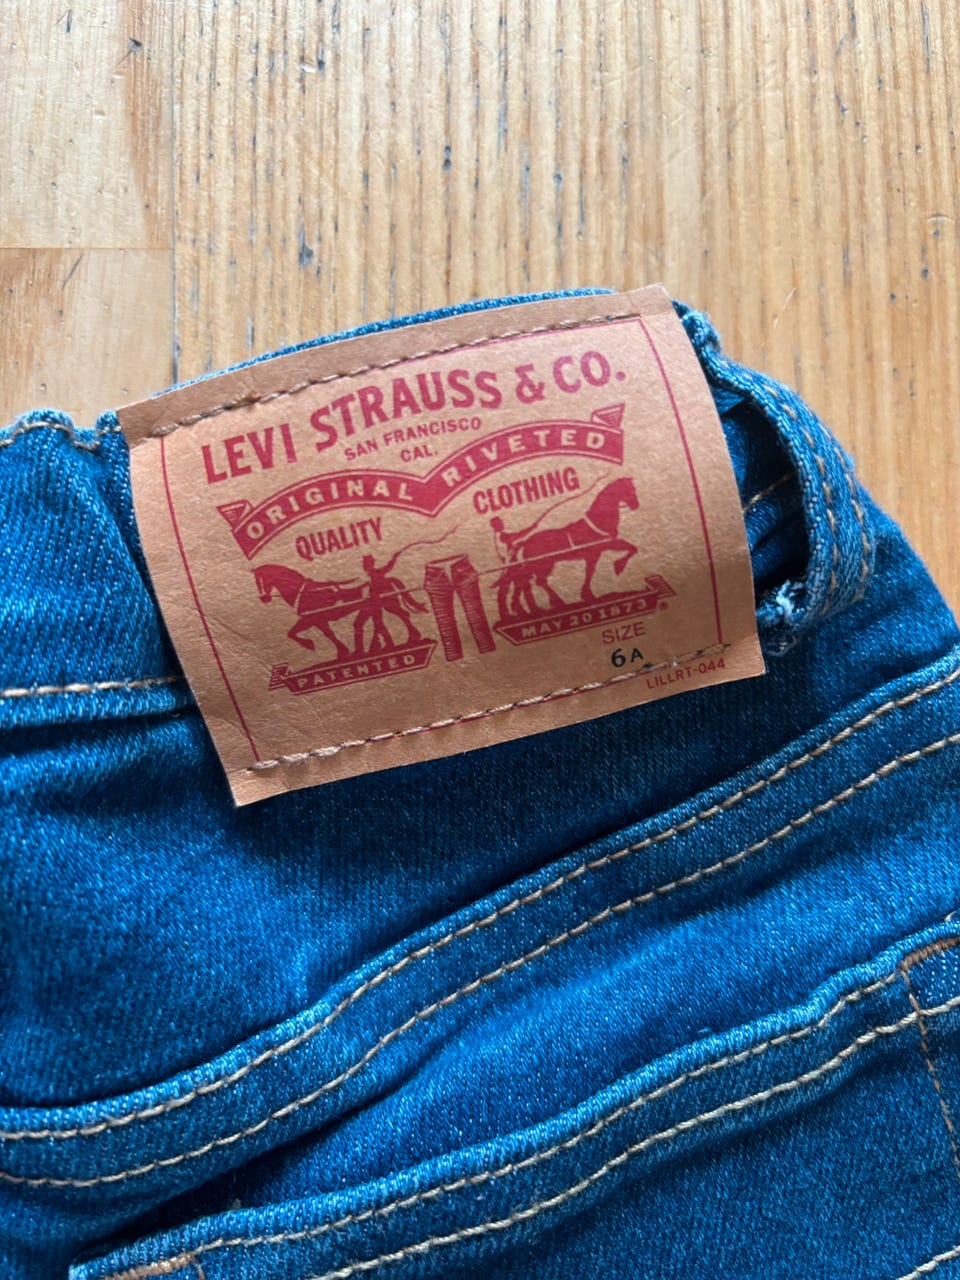 LEVI STRAUSS & CO.
SAN FRANCISCO
CAL.
ORIGINAL RIVETED
QUALITY CLOTHING
PATENTED MAY 20 1873 ®
SIZE
6A
LILLRT-044